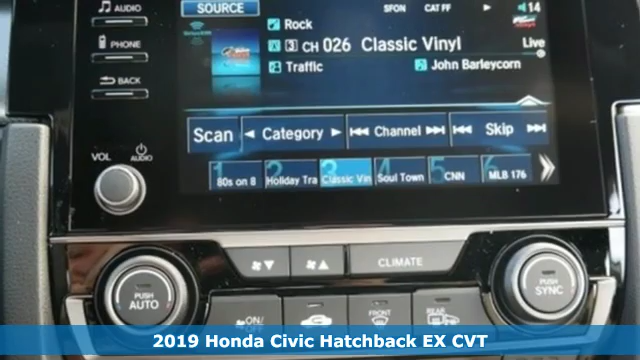 SOURCE
SFON CAT FF 14
AUDIO
Rock
3 CH 026 Classic Vinyl
Live
PHONE
Traffic John Barleycorn
BACK
Scan Category Channel Skip
VOL AUDIO
1 2 3 4 5 6
80s on 8 Holiday Tra Classic Vin Soul Town CNN MLB 176
CLIMATE
PUSH AUTO
PUSH SYNC
ON/ FRONT REAR
2019 Honda Civic Hatchback EX CVT